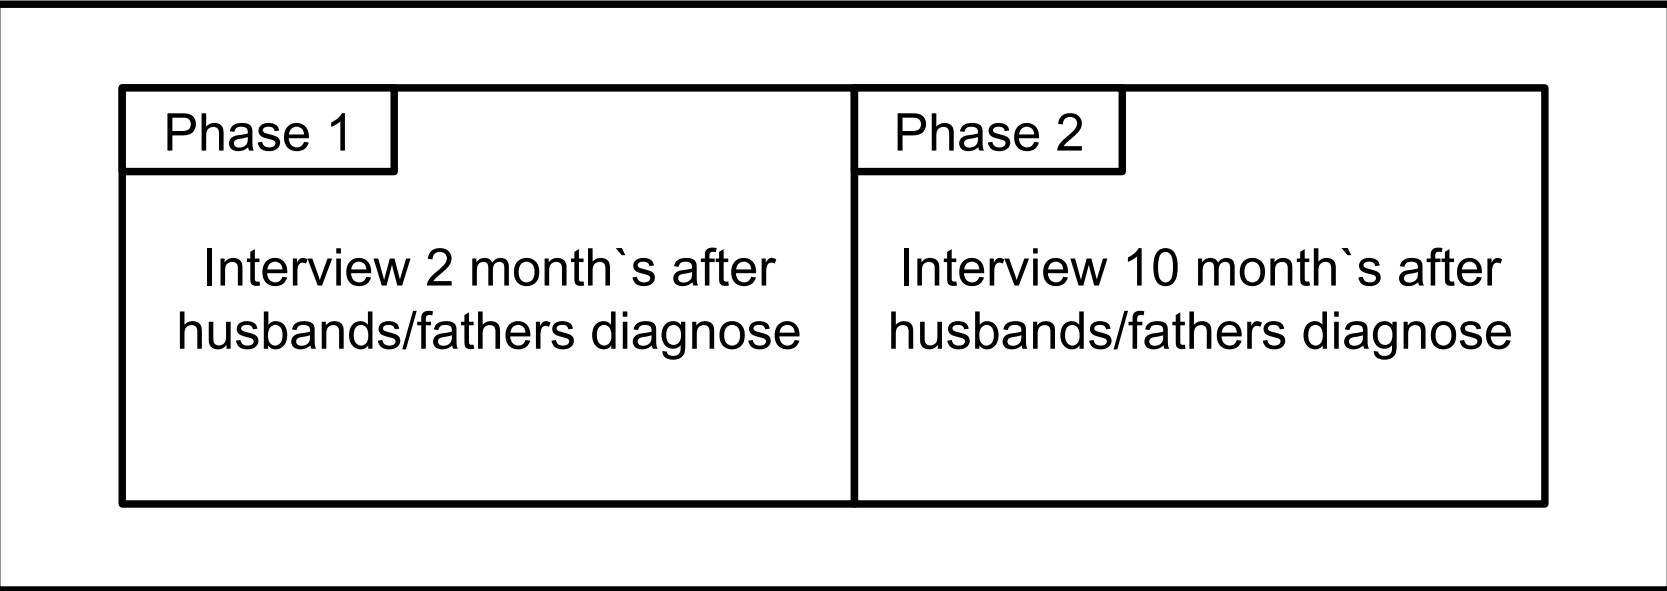 Phase 1
Interview 2 month`s after
husbands/fathers diagnose
Phase 2
Interview 10 month`s after
husbands/fathers diagnose